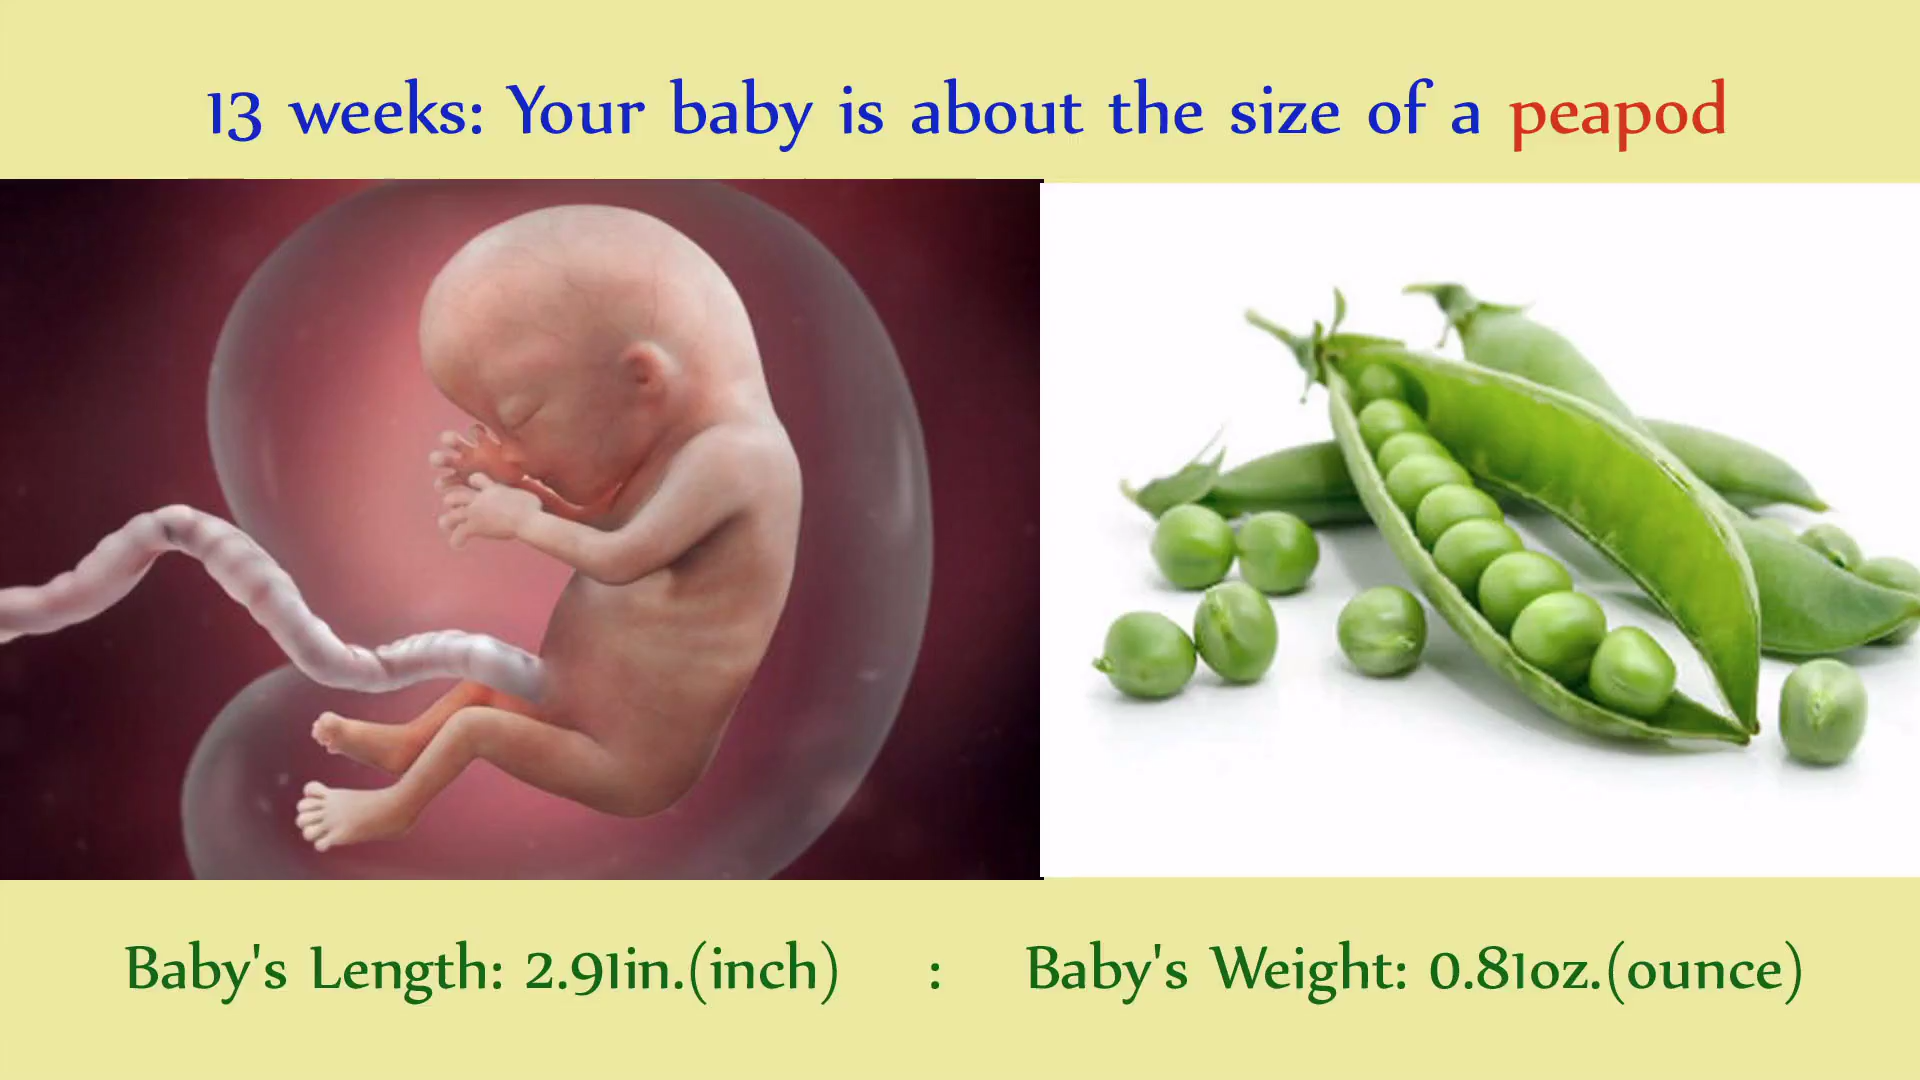 13 weeks: Your baby is about the size of a peapod
Baby's Length: 2.91in.(inch) : Baby's Weight: 0.81oz.(ounce)